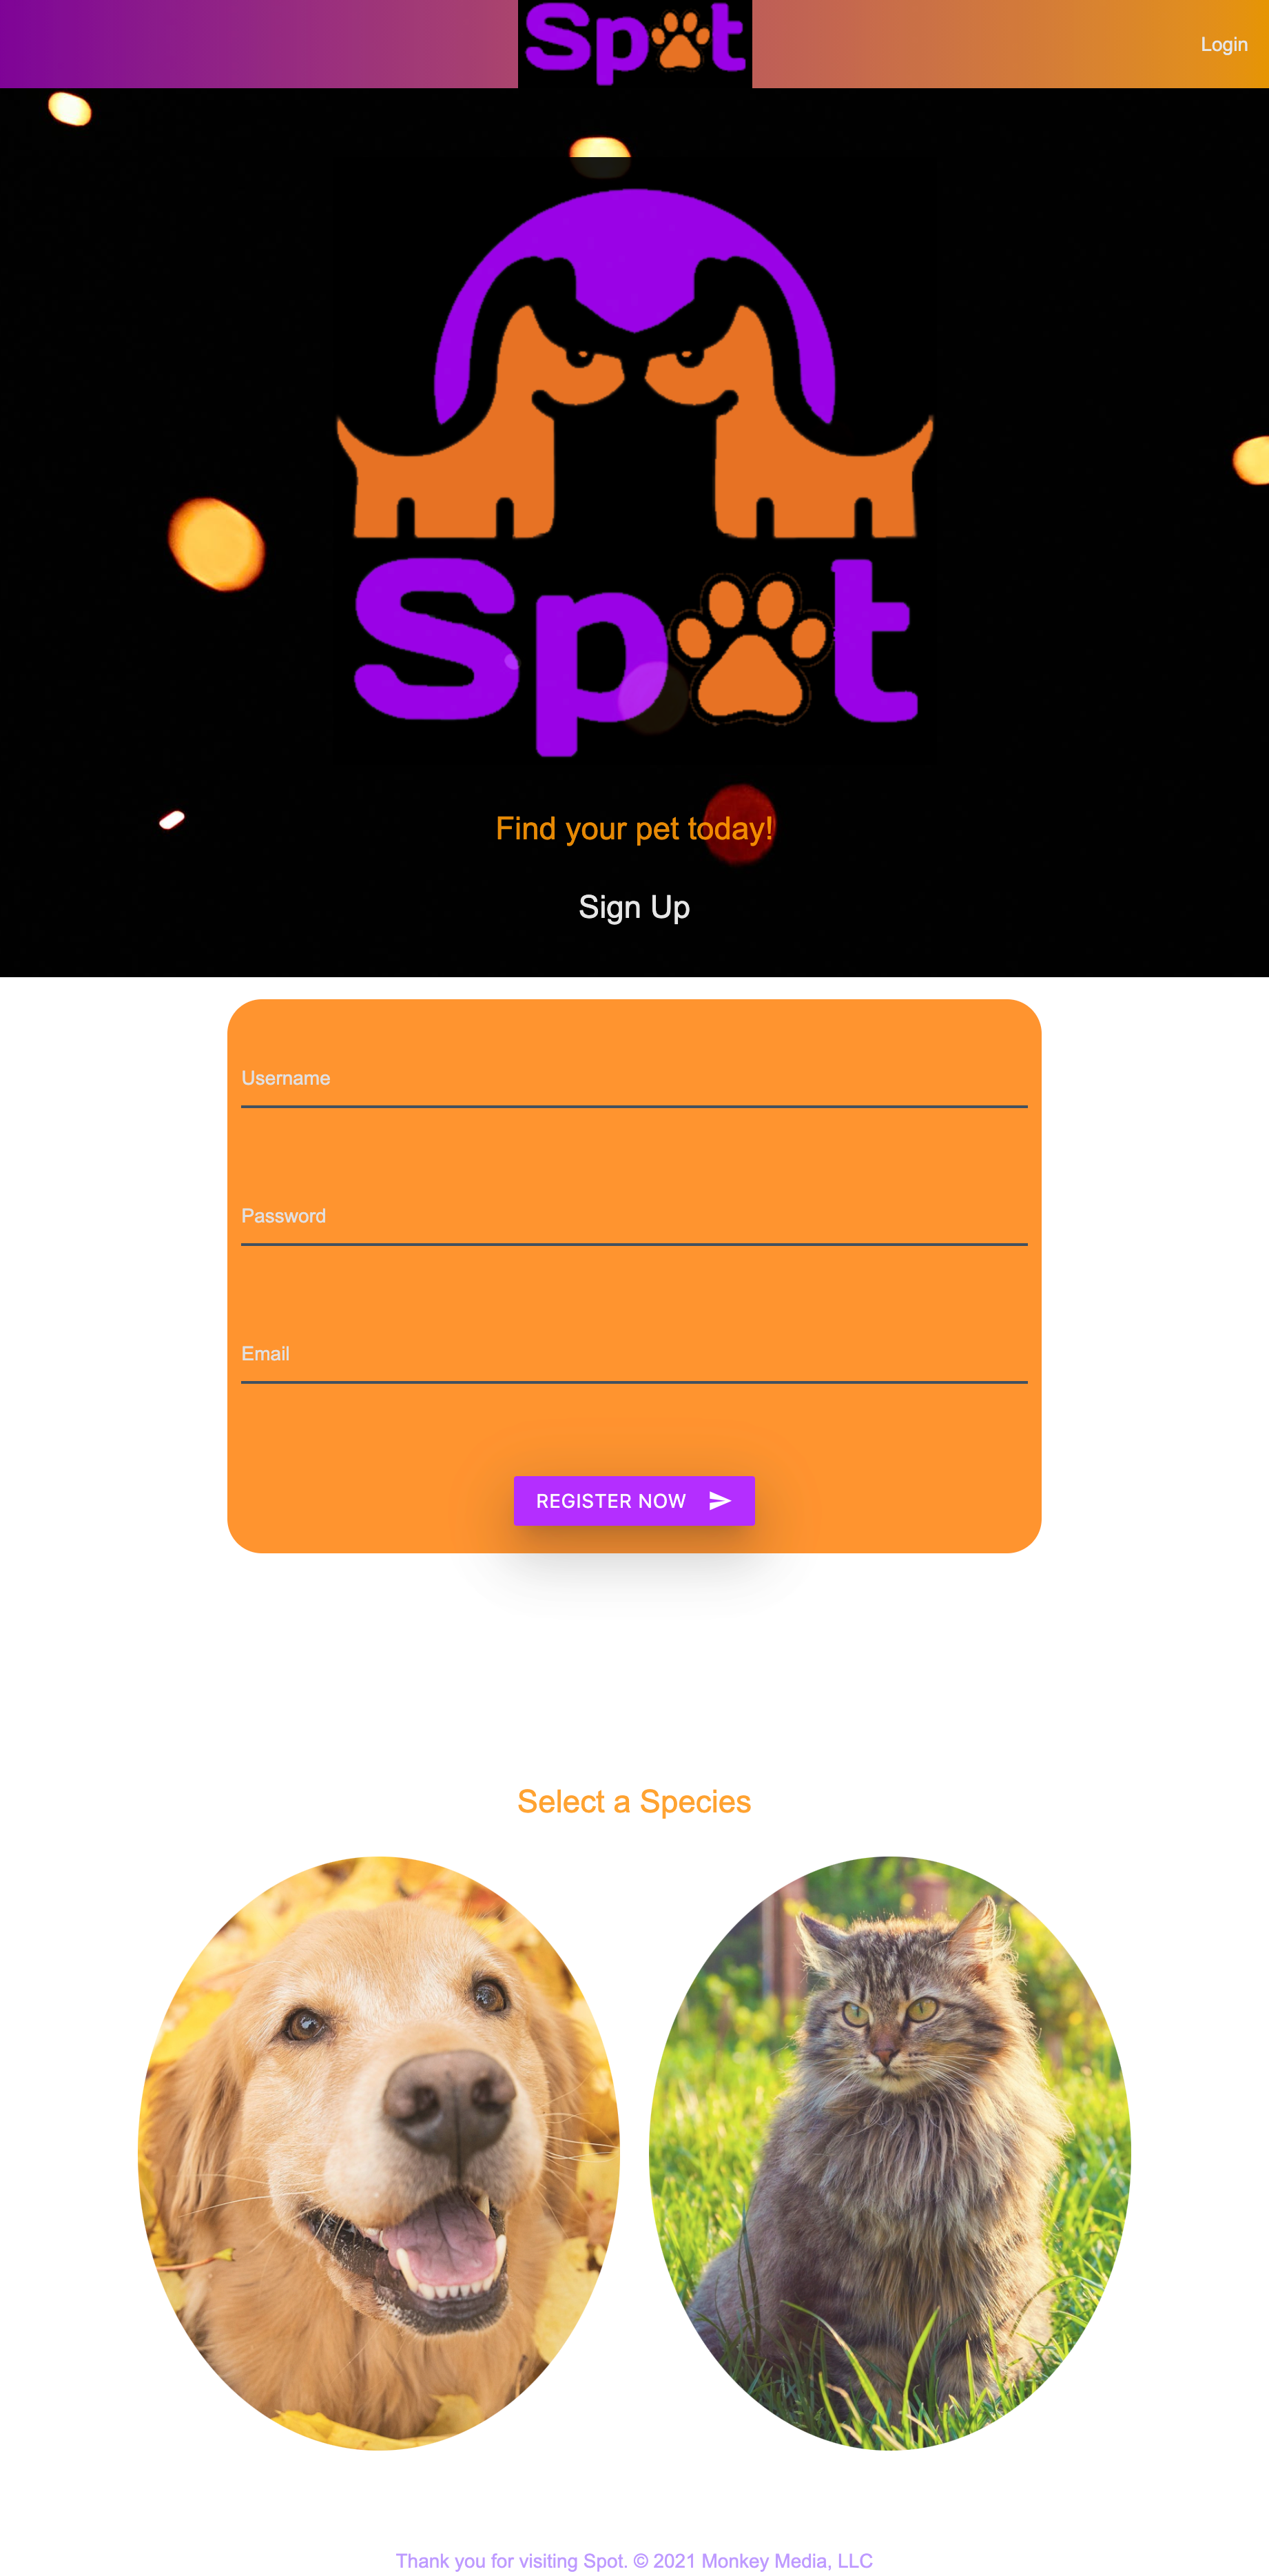 Spot
Login
Spot
Find your pet today!
Sign Up
Username
Password
Email
REGISTER NOW
Select a Species
Thank you for visiting Spot. © 2021 Monkey Media, LLC